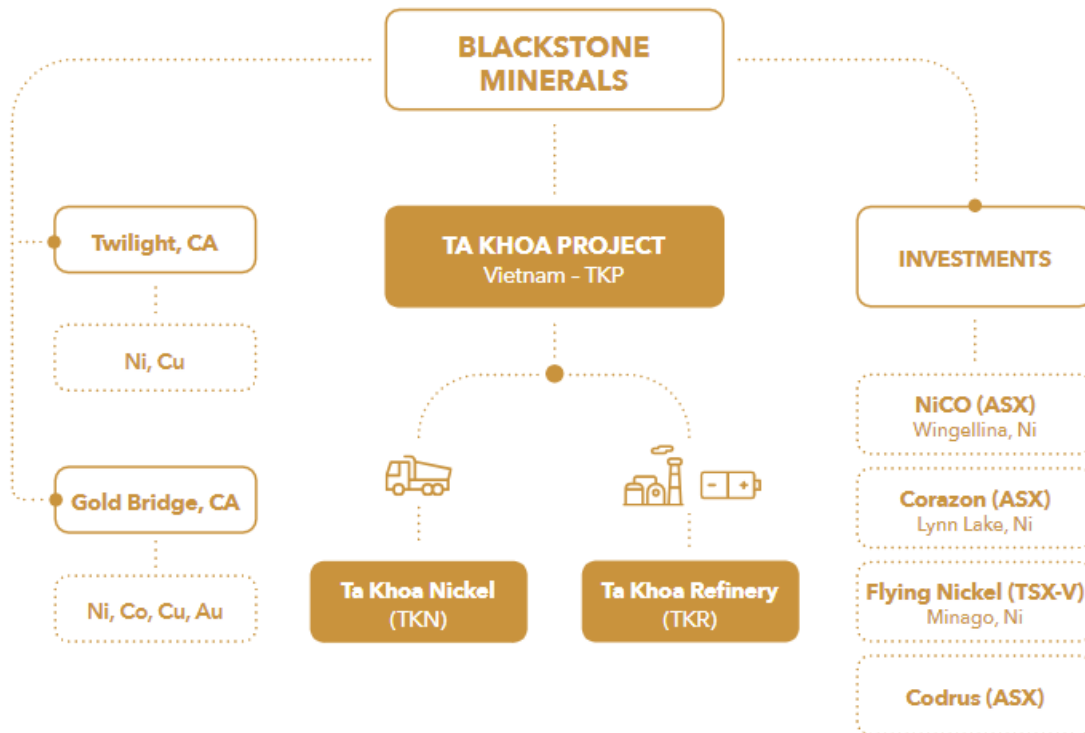 BLACKSTONE
MINERALS
Twilight, CA
Ni, Cu
Gold Bridge, CA
Ni, Co, Cu, Au
TA KHOA PROJECT
Vietnam – TKP
Ta Khoa Nickel
(TKN)
Ta Khoa Refinery
(TKR)
INVESTMENTS
NiCO (ASX)
Wingellina, Ni
Corazon (ASX)
Lynn Lake, Ni
Flying Nickel (TSX-V)
Minago, Ni
Codrus (ASX)